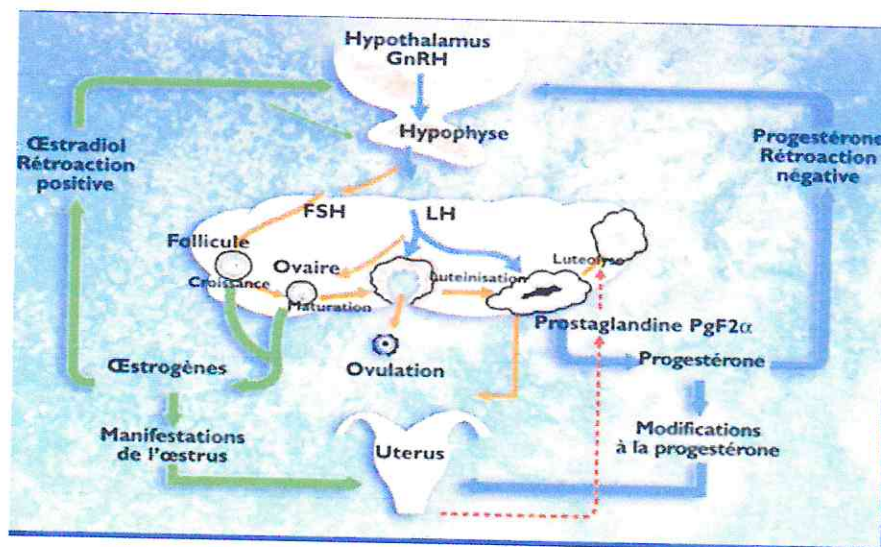 Hypothalamus
GnRH
Hypophyse
Œstradiol
Rétroaction
positive
Progestérone
Rétroaction
négative
FSH
LH
Follicule
Ovaire
Croissance
Maturation
Luteinisation
Luteolyse
Prostaglandine PgF2α
Ovulation
Œstrogènes
Progestérone
Manifestations
de l'œstrus
Uterus
Modifications
à la progestérone